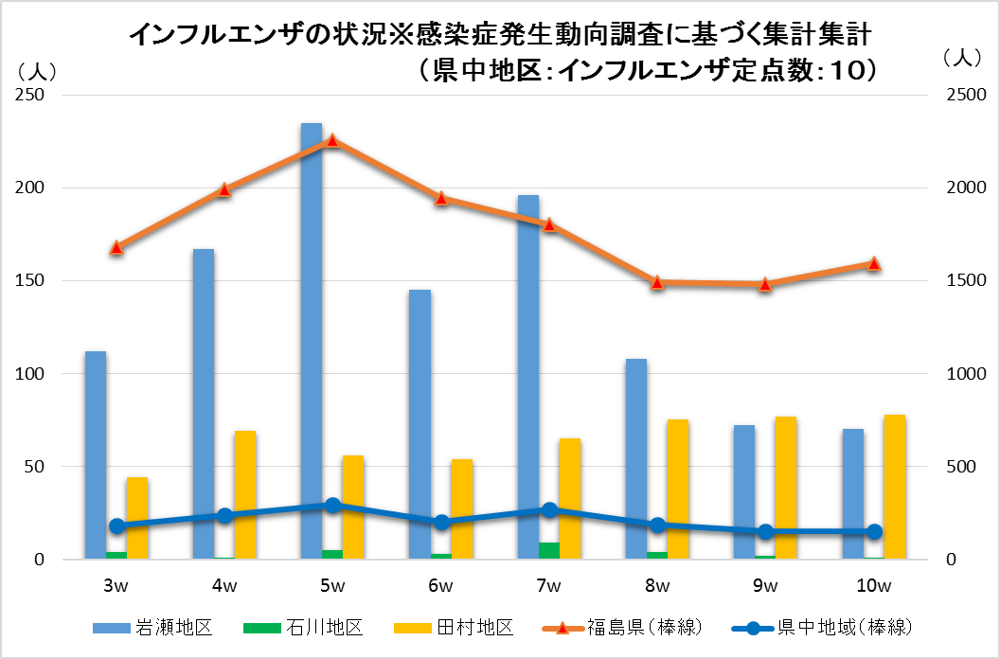 インフルエンザの状況※感染症発生動向調査に基づく集計集計
（県中地区：インフルエンザ定点数：１０）
（人）
（人）
250
2500
200
2000
150
1500
100
1000
50
500
0
0
3w 4w 5w 6w 7w 8w 9w 10w
岩瀬地区 石川地区 田村地区 福島県（棒線） 県中地域（棒線）